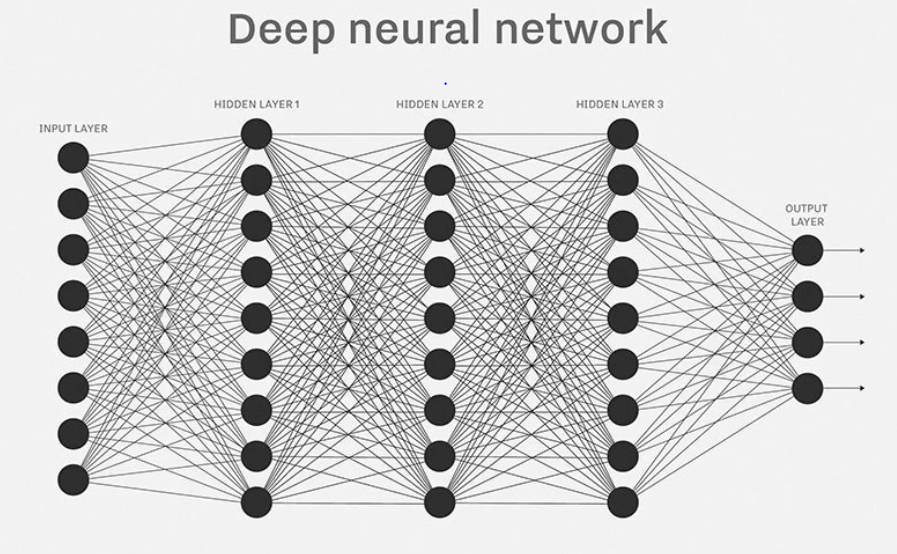 Deep neural network
HIDDEN LAYER 1
HIDDEN LAYER 2
HIDDEN LAYER 3
INPUT LAYER
OUTPUT
LAYER